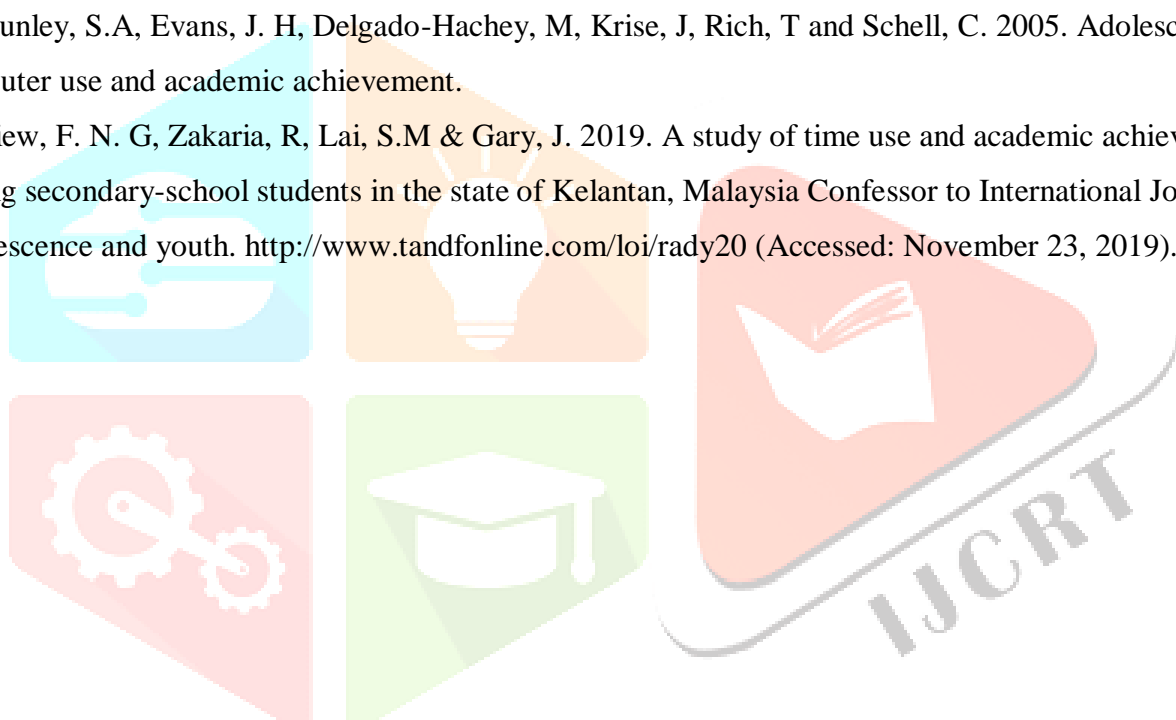 unley, S.A, Evans, J. H, Delgado-Hachey, M, Krise, J, Rich, T and Schell, C. 2005. Adolesc
uter use and academic achievement.
iew, F. N. G, Zakaria, R, Lai, S.M & Gary, J. 2019. A study of time use and academic achiev
g secondary-school students in the state of Kelantan, Malaysia Confessor to International Jo
escence and youth. http://www.tandfonline.com/loi/rady20 (Accessed: November 23, 2019).
IJCRT